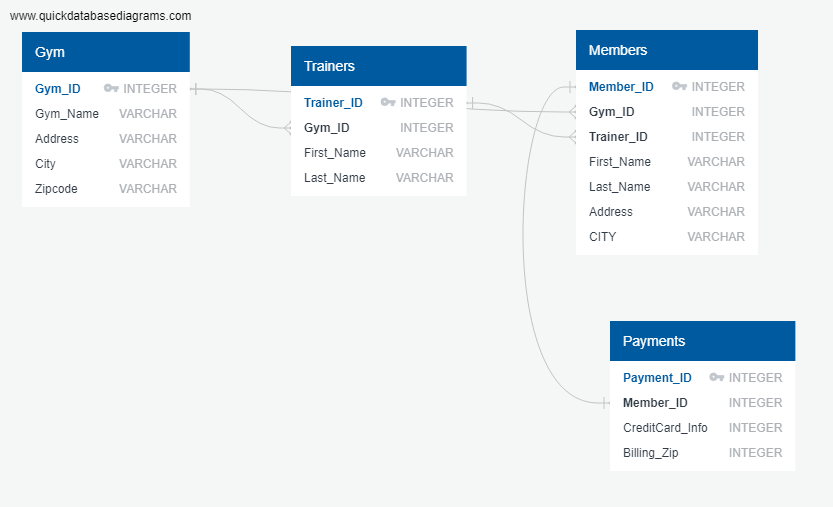 www.quickdatabasediagrams.com
Gym
Gym_ID INTEGER
Gym_Name VARCHAR
Address VARCHAR
City VARCHAR
Zipcode VARCHAR
Trainers
Trainer_ID INTEGER
Gym_ID INTEGER
First_Name VARCHAR
Last_Name VARCHAR
Members
Member_ID INTEGER
Gym_ID INTEGER
Trainer_ID INTEGER
First_Name VARCHAR
Last_Name VARCHAR
Address VARCHAR
CITY VARCHAR
Payments
Payment_ID INTEGER
Member_ID INTEGER
CreditCard_Info INTEGER
Billing_Zip INTEGER